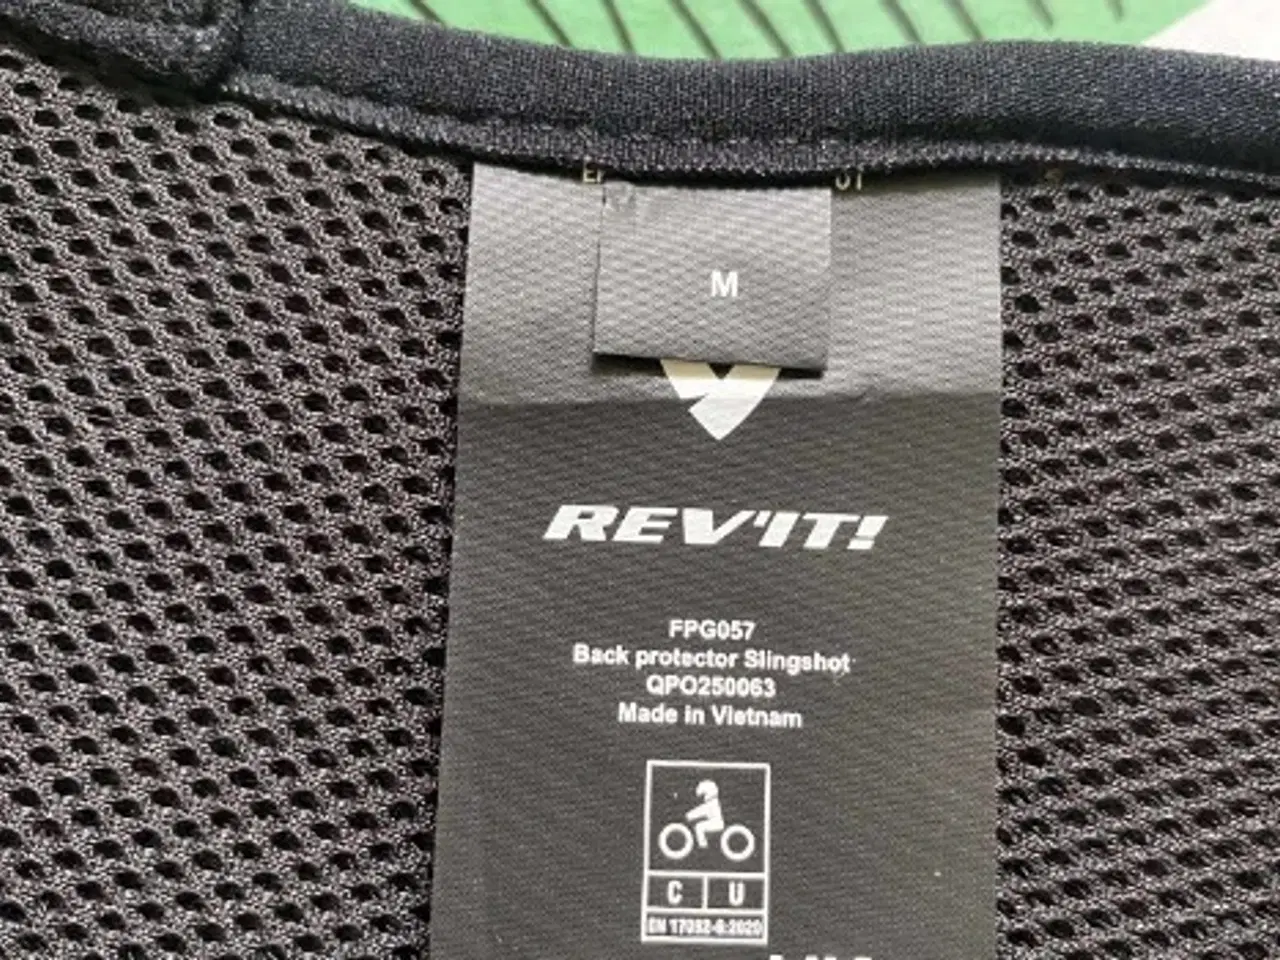 M
REV'IT!
FPG057
Back protector Slingshot
QPO250063
Made in Vietnam
C U
EN 17092-6:2020